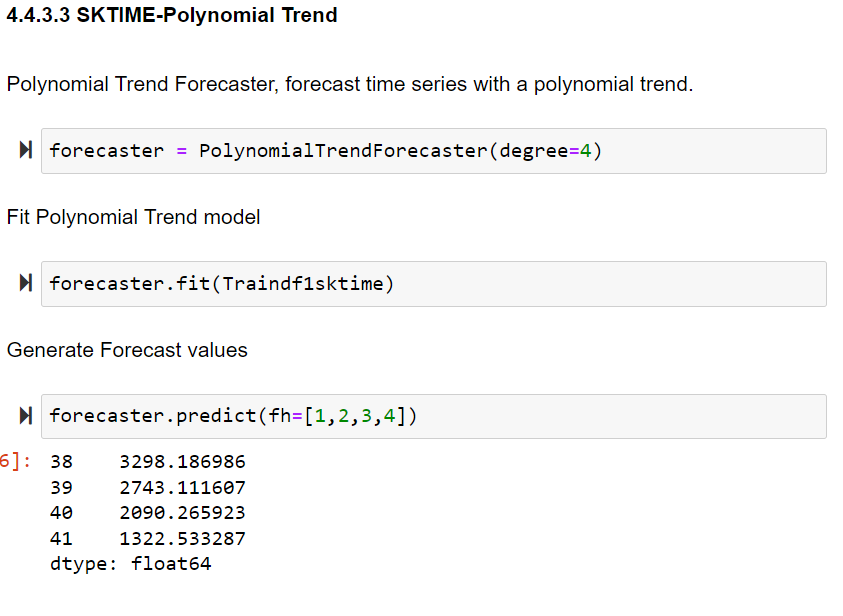 4.4.3.3 SKTIME-Polynomial Trend
Polynomial Trend Forecaster, forecast time series with a polynomial trend.
forecaster = PolynomialTrendForecaster(degree=4)
Fit Polynomial Trend model
forecaster.fit(Traindf1sktime)
Generate Forecast values
forecaster.predict(fh=[1,2,3,4])
6]: 38    3298.186986
39    2743.111607
40    2090.265923
41    1322.533287
dtype: float64